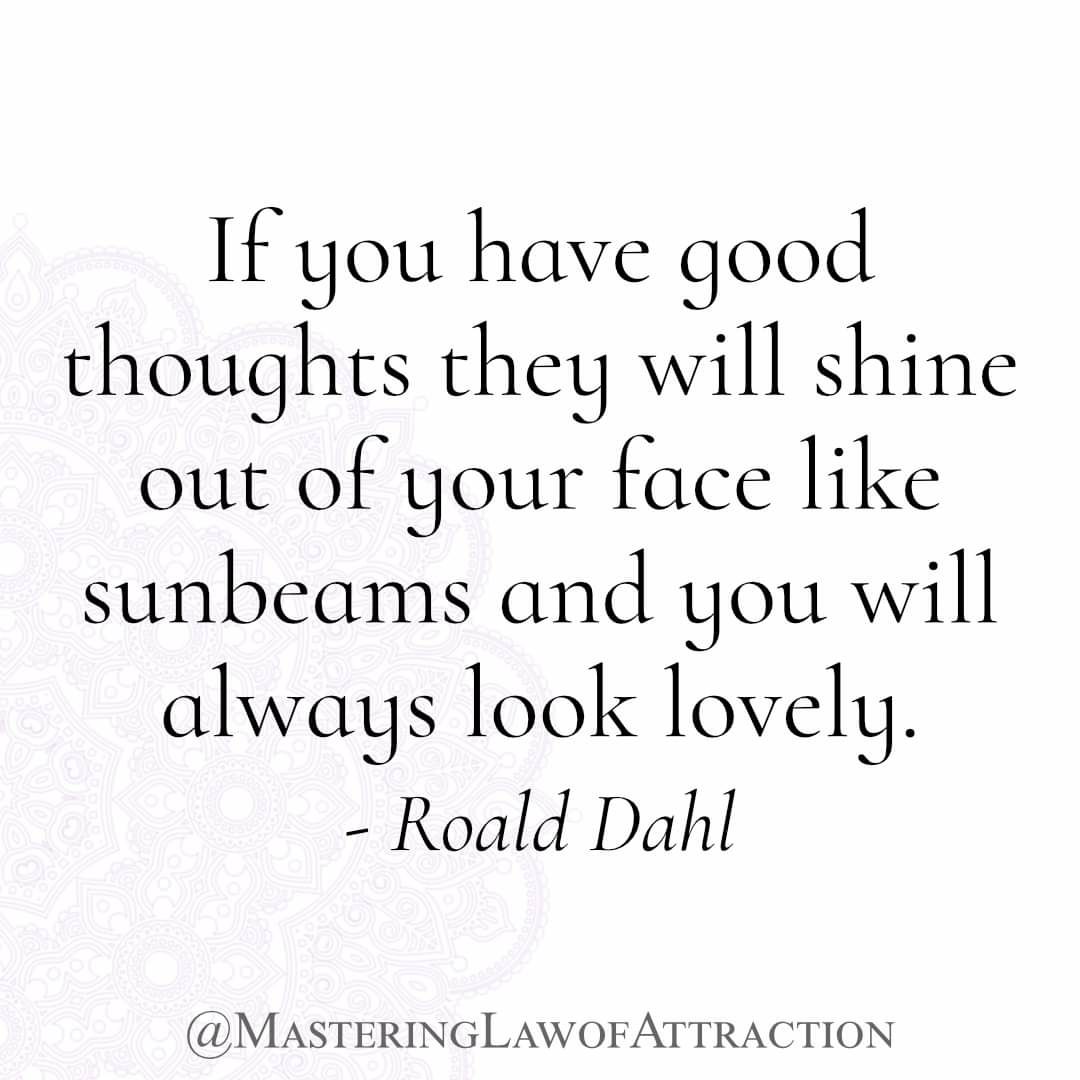 If you have good
thoughts they will shine
out of your face like
sunbeams and you will
always look lovely.
- Roald Dahl
@MasteringLawofAttraction